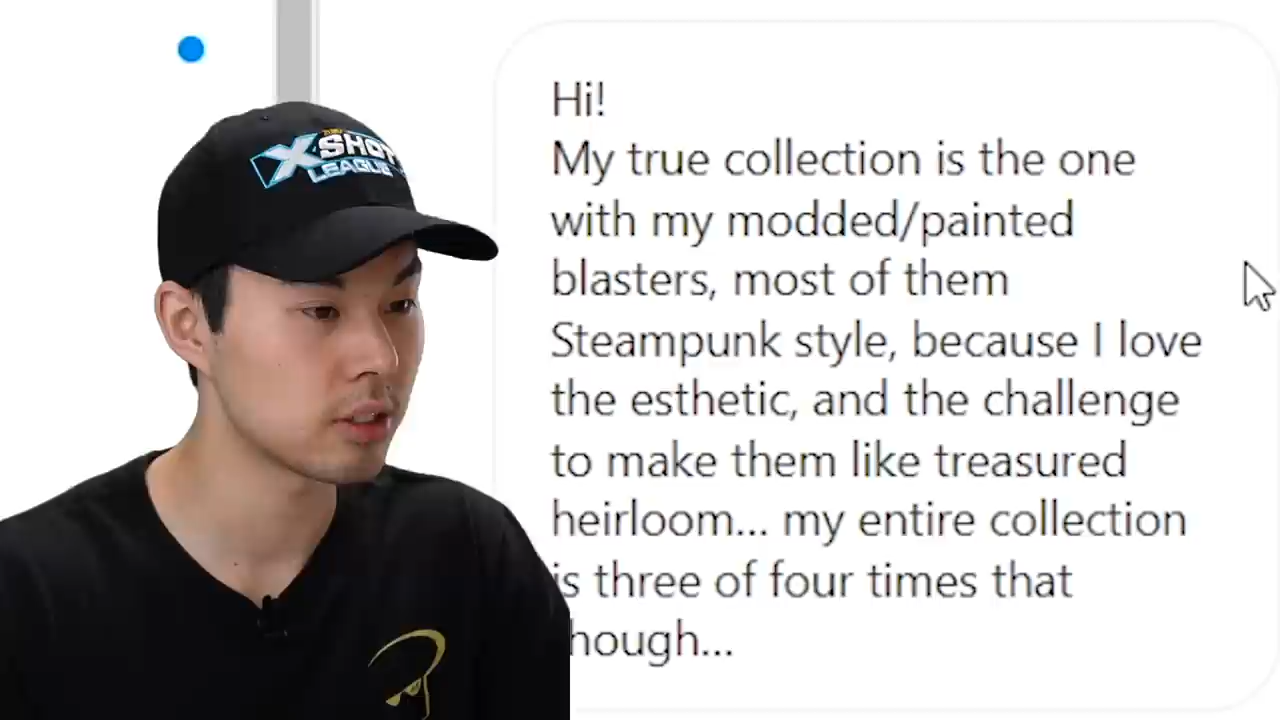 X-SHOT
LEAGUE
Hi!
My true collection is the one
with my modded/painted
blasters, most of them
Steampunk style, because I love
the esthetic, and the challenge
to make them like treasured
heirloom... my entire collection
is three of four times that
though...